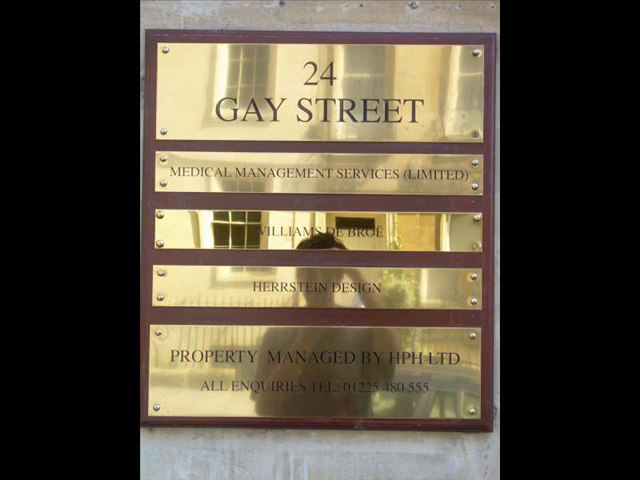 24
GAY STREET
MEDICAL MANAGEMENT SERVICES (LIMITED)
WILLIAMS DE BROË
HERRSTEIN DESIGN
PROPERTY MANAGED BY HPH LTD
ALL ENQUIRIES TEL: 01225 480 555